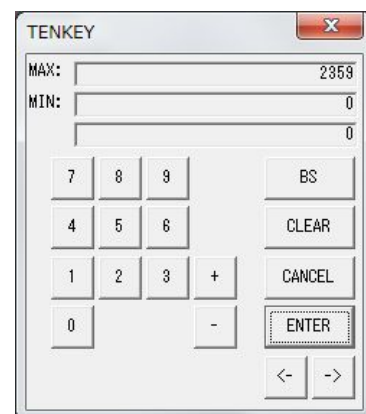 TENKEY X
MAX: 2359
MIN: 0
0
7 8 9 BS
4 5 6 CLEAR
1 2 3 + CANCEL
0 - ENTER
<- ->